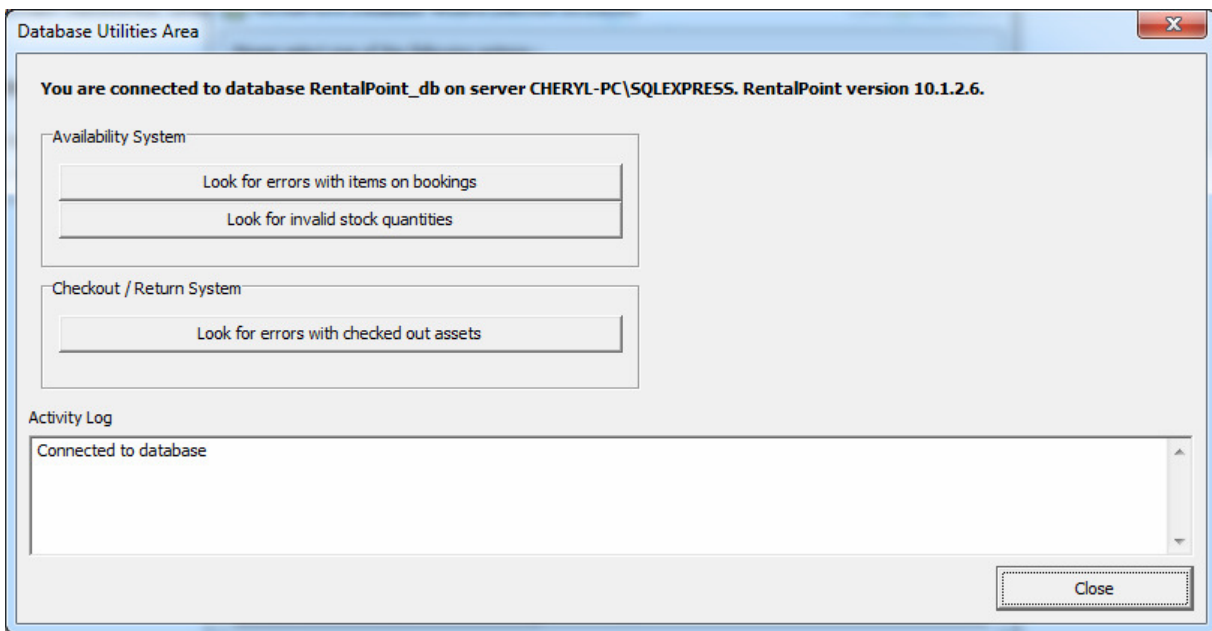 Database Utilities Area
You are connected to database RentalPoint_db on server CHERYL-PC\SQLEXPRESS. RentalPoint version 10.1.2.6.
Availability System
Look for errors with items on bookings
Look for invalid stock quantities
Checkout / Return System
Look for errors with checked out assets
Activity Log
Connected to database
Close